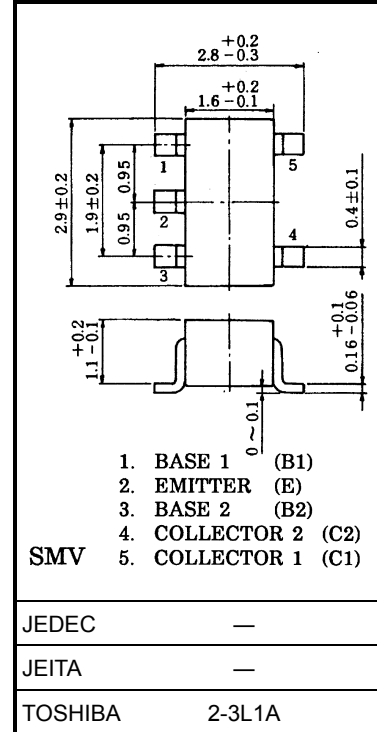 +0.2
2.8 – 0.3
+0.2
1.6 – 0.1
2.9±0.2
1.9±0.2
0.95
0.95
1
2
3
5
4
0.4±0.1
+0.2
1.1 – 0.1
+0.1
0.16 – 0.06
0 ~ 0.1
1. BASE 1 (B1)
2. EMITTER (E)
3. BASE 2 (B2)
4. COLLECTOR 2 (C2)
SMV 5. COLLECTOR 1 (C1)
JEDEC —
JEITA —
TOSHIBA 2-3L1A